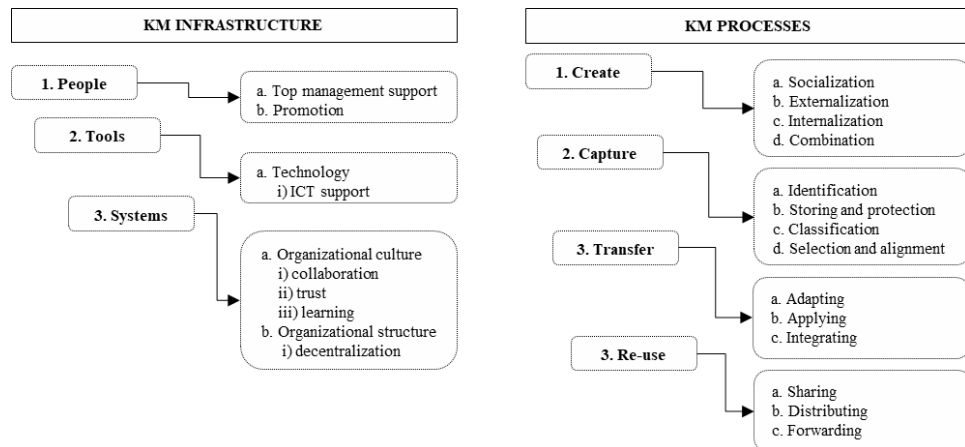 KM INFRASTRUCTURE
1. People
a. Top management support
b. Promotion
2. Tools
a. Technology
i) ICT support
3. Systems
a. Organizational culture
i) collaboration
ii) trust
iii) learning
b. Organizational structure
i) decentralization
KM PROCESSES
1. Create
a. Socialization
b. Externalization
c. Internalization
d. Combination
2. Capture
a. Identification
b. Storing and protection
c. Classification
d. Selection and alignment
3. Transfer
a. Adapting
b. Applying
c. Integrating
3. Re-use
a. Sharing
b. Distributing
c. Forwarding